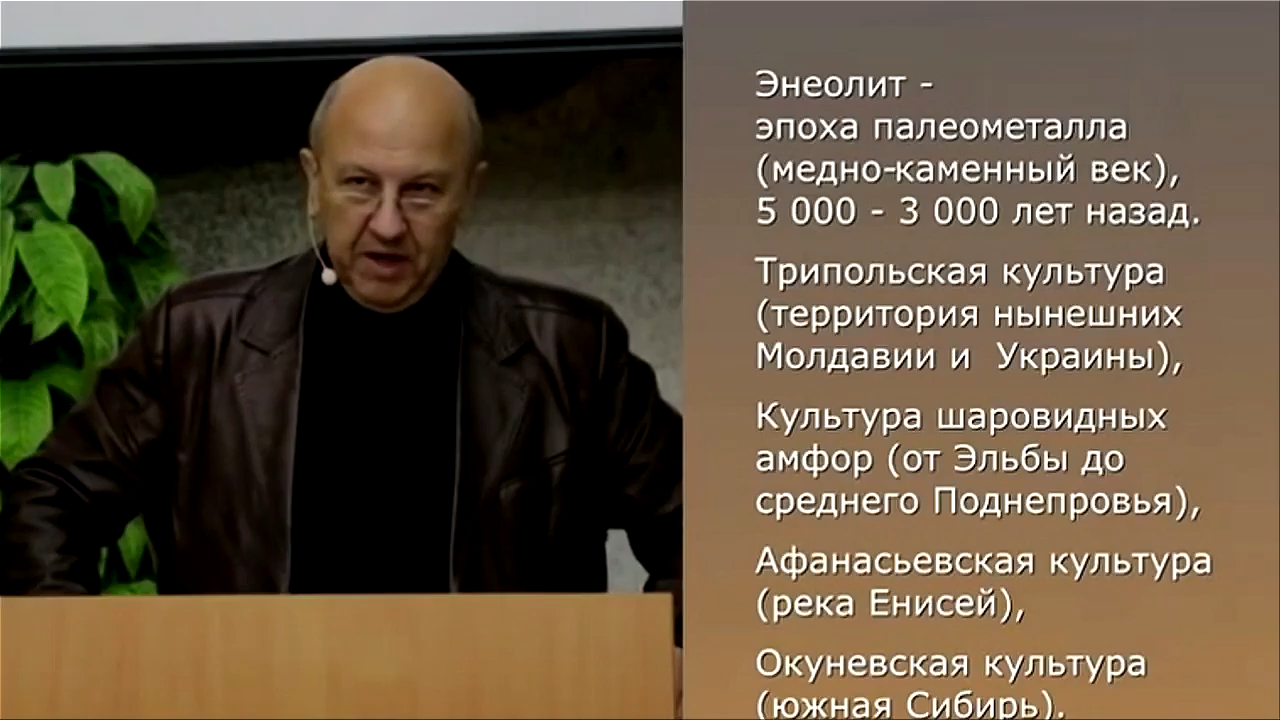 Энеолит -
эпоха палеометалла
(медно-каменный век),
5 000 - 3 000 лет назад.
Трипольская культура
(территория нынешних
Молдавии и  Украины),
Культура шаровидных
амфор (от Эльбы до
среднего Поднепровья),
Афанасьевская культура
(река Енисей),
Окуневская культура
(южная Сибирь).